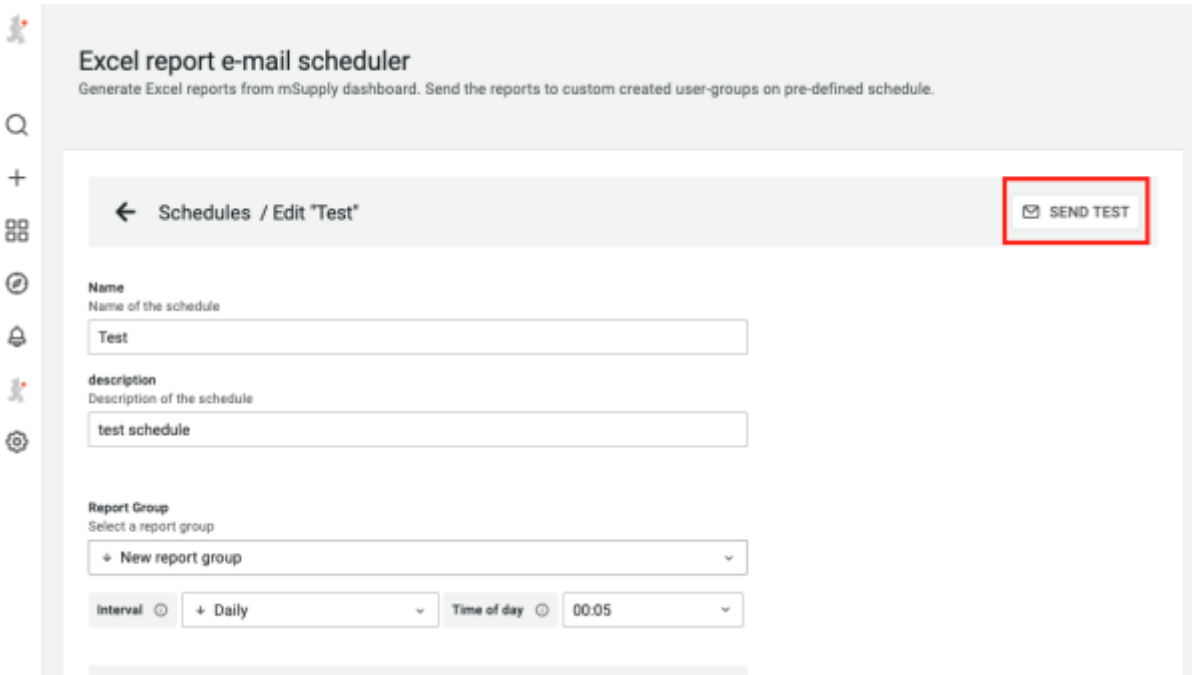 Excel report e-mail scheduler
Generate Excel reports from mSupply dashboard. Send the reports to custom created user-groups on pre-defined schedule.
Schedules / Edit "Test"
SEND TEST
Name
Name of the schedule
Test
description
Description of the schedule
test schedule
Report Group
Select a report group
New report group
Interval
Daily
Time of day
00:05